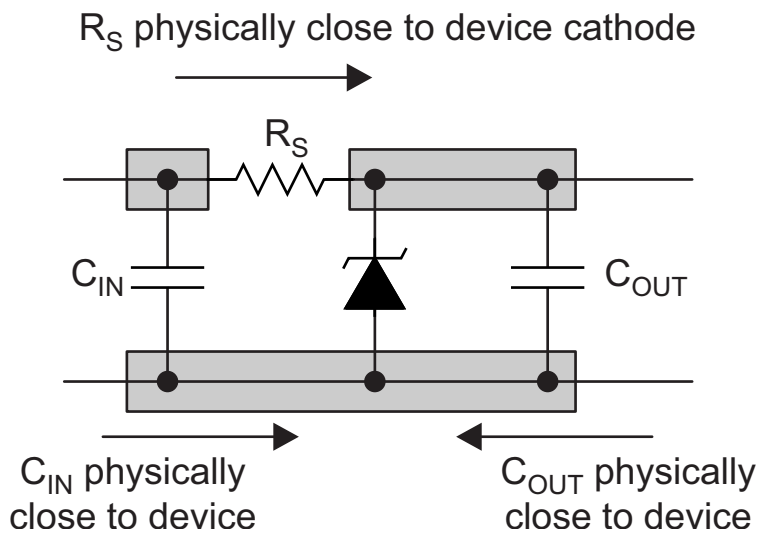 R_S physically close to device cathode
R_S
C_IN
C_OUT
C_IN physically
close to device
C_OUT physically
close to device